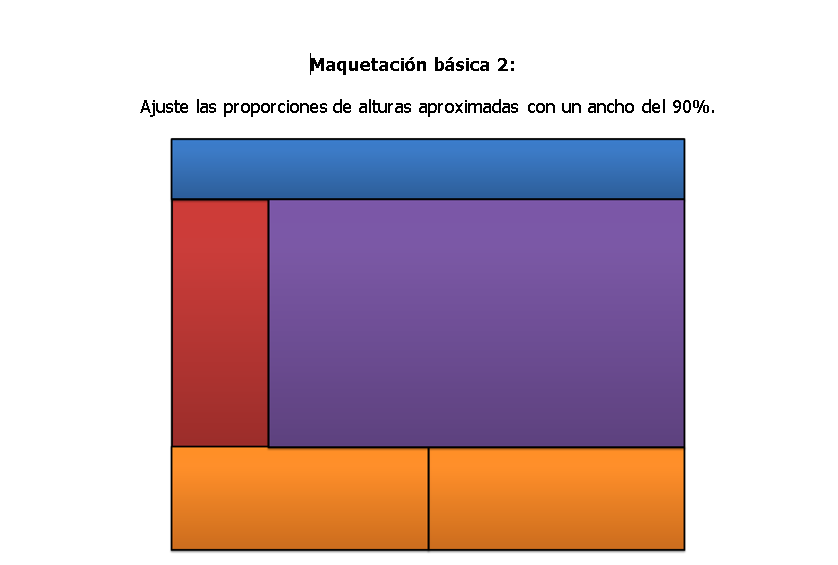 Maquetación básica 2:
Ajuste las proporciones de alturas aproximadas con un ancho del 90%.